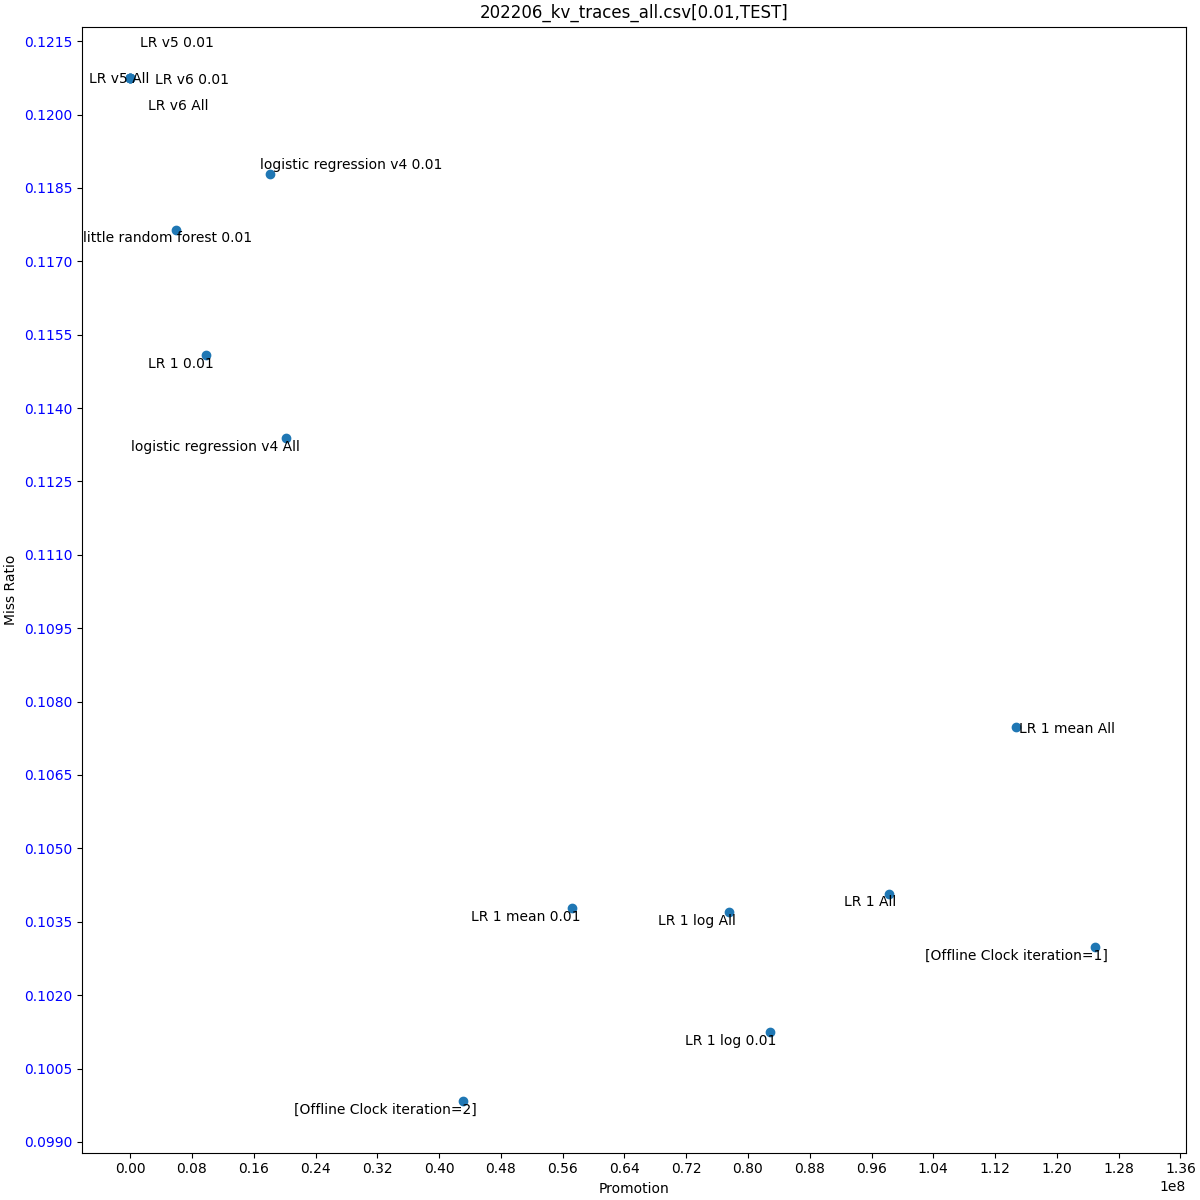 202206_kv_traces_all.csv[0.01,TEST]
0.1215
LR v5 0.01
LR v5 All
LR v6 0.01
LR v6 All
0.1200
logistic regression v4 0.01
0.1185
little random forest 0.01
0.1170
0.1155
LR 1 0.01
0.1140
logistic regression v4 All
0.1125
0.1110
Miss Ratio
0.1095
0.1080
LR 1 mean All
0.1065
0.1050
LR 1 All
LR 1 mean 0.01
LR 1 log All
0.1035
[Offline Clock iteration=1]
0.1020
LR 1 log 0.01
0.1005
[Offline Clock iteration=2]
0.0990
0.00 0.08 0.16 0.24 0.32 0.40 0.48 0.56 0.64 0.72 0.80 0.88 0.96 1.04 1.12 1.20 1.28 1.36
1e8
Promotion